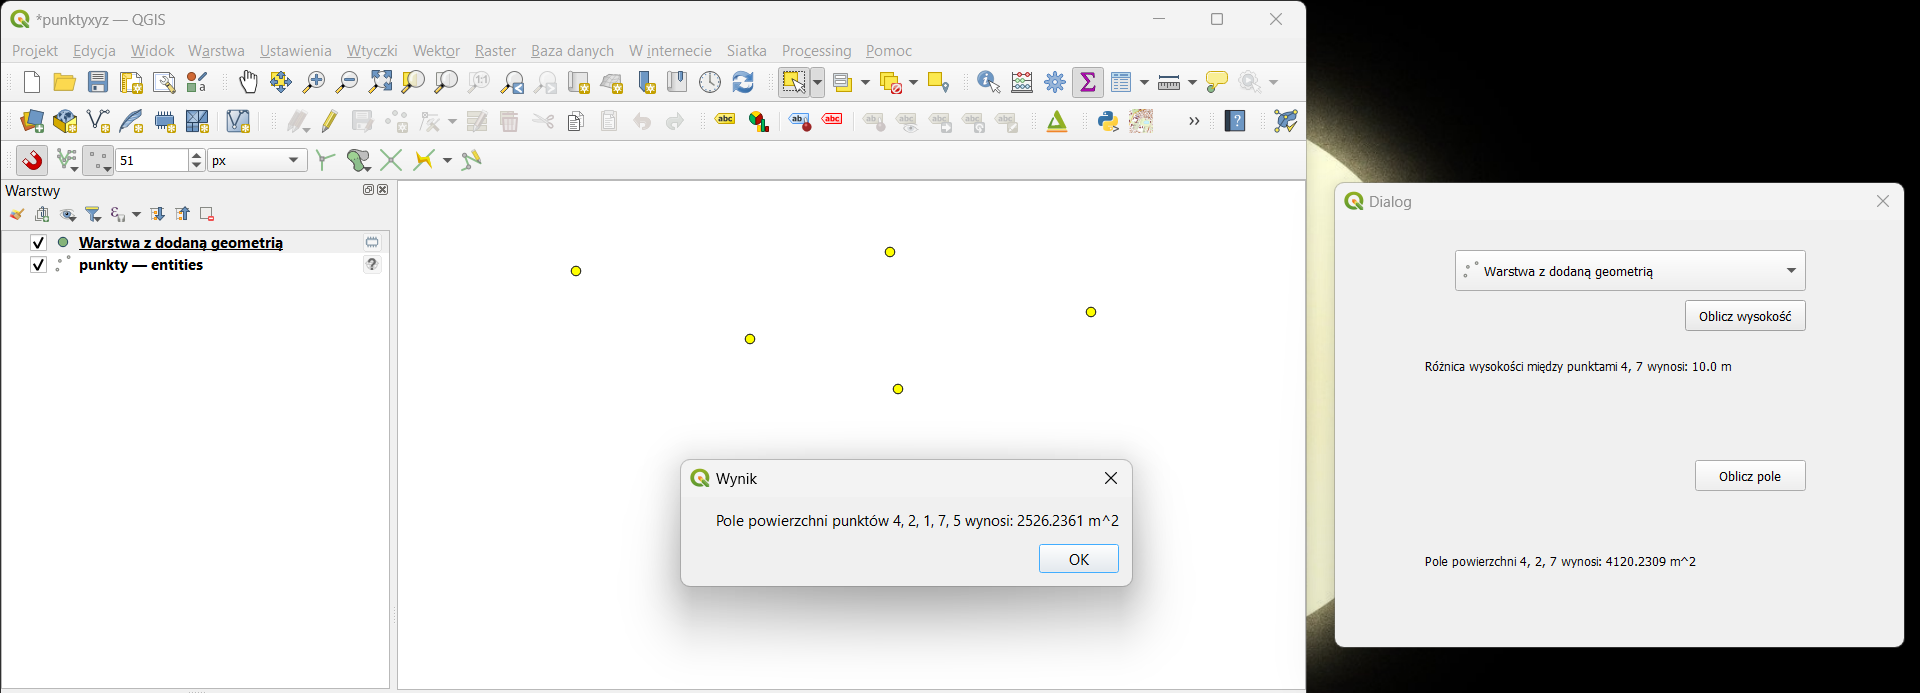 *punktyxyz — QGIS
Projekt Edycja Widok Warstwa Ustawienia Wtyczki Wektor Raster Baza danych W internecie Siatka Processing Pomoc
51 px
Warstwy
Warstwa z dodaną geometrią
punkty — entities
Wynik
Pole powierzchni punktów 4, 2, 1, 7, 5 wynosi: 2526.2361 m^2
OK
Dialog
Warstwa z dodaną geometrią
Oblicz wysokość
Różnica wysokości między punktami 4, 7 wynosi: 10.0 m
Oblicz pole
Pole powierzchni 4, 2, 7 wynosi: 4120.2309 m^2